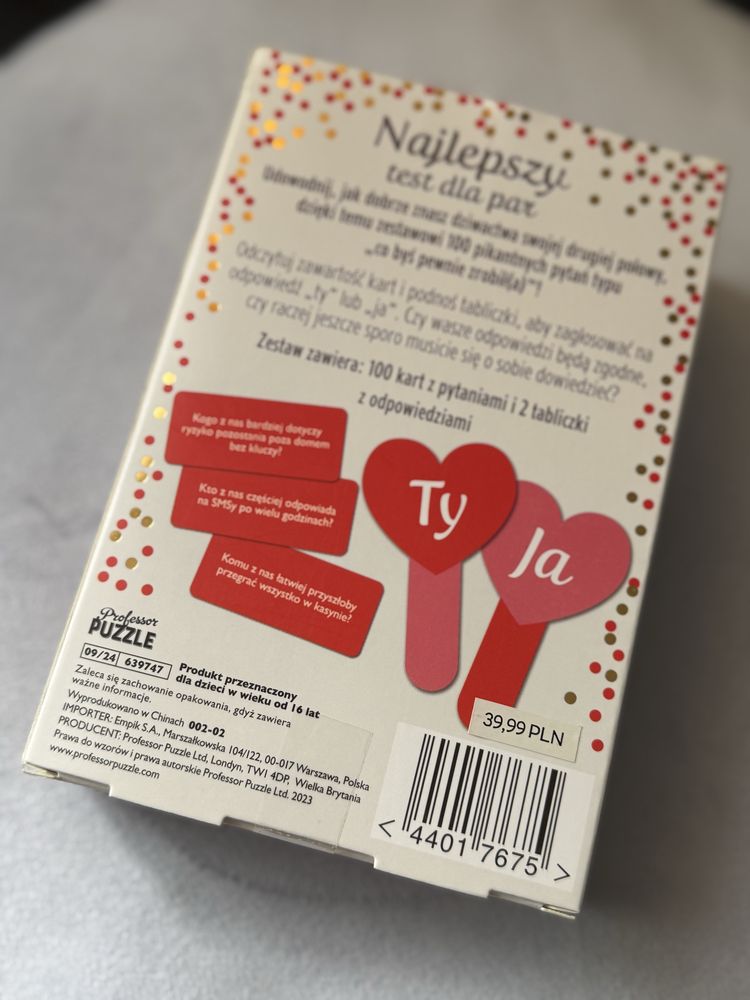 Najlepszy
test dla par
Udowodnij, jak dobrze znasz dziwactwa swojej drugiej połowy,
dzięki temu zestawowi 100 pikantnych pytań typu
„co byś pewnie zrobił(a)”!
Odczytuj zawartość kart i podnoś tabliczki, aby zagłosować na
odpowiedź „ty” lub „ja”. Czy wasze odpowiedzi będą zgodne,
czy raczej jeszcze sporo musicie się o sobie dowiedzieć?
Zestaw zawiera: 100 kart z pytaniami i 2 tabliczki
z odpowiedziami
Kogo z nas bardziej dotyczy
ryzyko pozostania poza domem
bez kluczy?
Kto z nas częściej odpowiada
na SMSy po wielu godzinach?
Komu z nas łatwiej przyszłoby
przegrać wszystko w kasynie?
Ty
Ja
Professor
PUZZLE
09/24 639747
Produkt przeznaczony
dla dzieci w wieku od 16 lat
Zaleca się zachowanie opakowania, gdyż zawiera
ważne informacje.
Wyprodukowano w Chinach 002-02
IMPORTER: Empik S.A., Marszałkowska 104/122, 00-017 Warszawa, Polska
PRODUCENT: Professor Puzzle Ltd, Londyn, TW1 4DP, Wielka Brytania
Prawa do wzorów i prawa autorskie Professor Puzzle Ltd. 2023
www.professorpuzzle.com
39,99 PLN
< 44017675 >